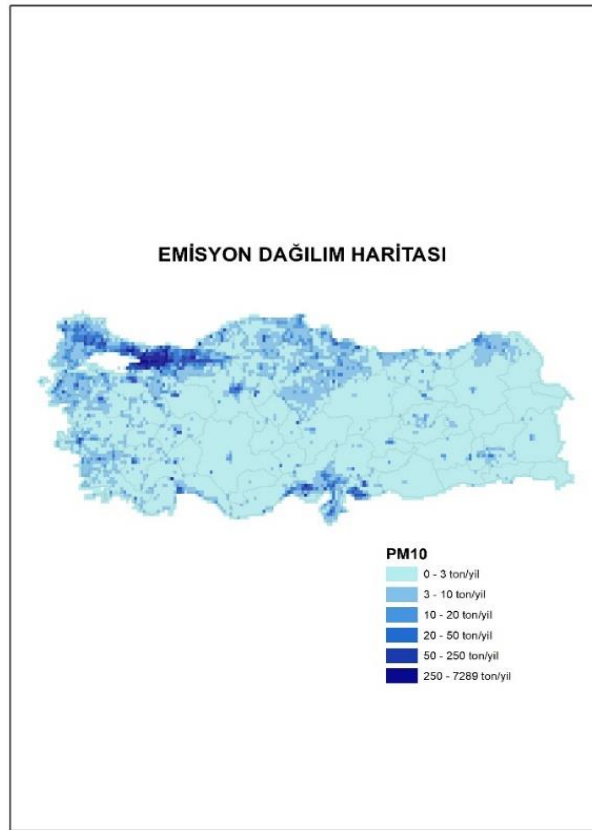 EMİSYON DAĞILIM HARİTASI
PM10
0 - 3 ton/yil
3 - 10 ton/yil
10 - 20 ton/yil
20 - 50 ton/yil
50 - 250 ton/yil
250 - 7289 ton/yil